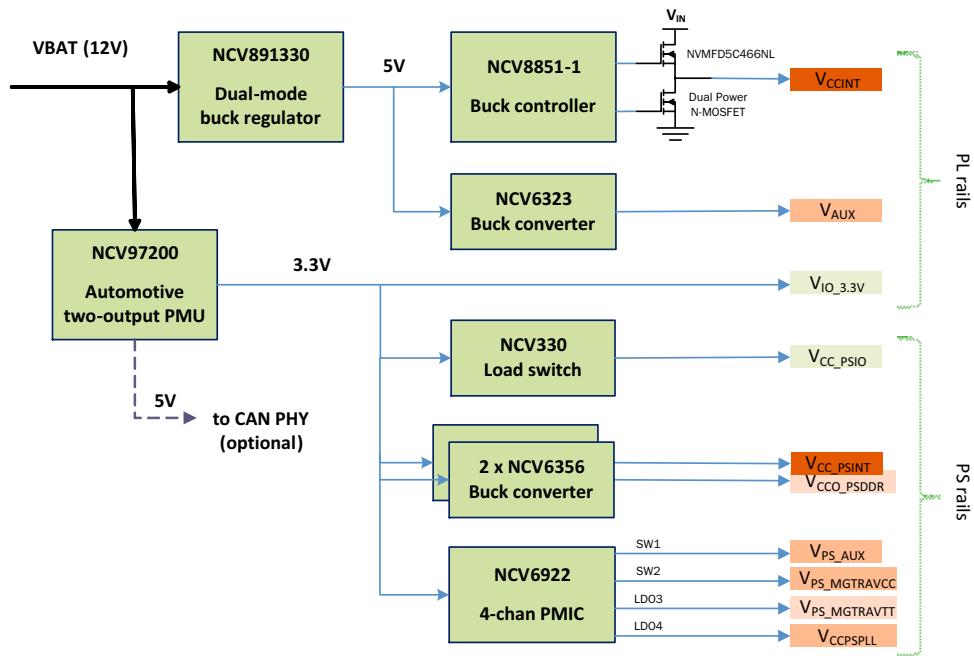 VBAT (12V)
NCV891330
Dual-mode
buck regulator
5V
NCV8851-1
Buck controller
VIN
NVMFD5C466NL
Dual Power
N-MOSFET
VCCINT
NCV6323
Buck converter
VAUX
PL rails
NCV97200
Automotive
two-output PMU
3.3V
VIO_3.3V
NCV330
Load switch
VCC_PSIO
5V
to CAN PHY
(optional)
2 x NCV6356
Buck converter
VCC_PSINT
VCCO_PSDDR
PS rails
NCV6922
4-chan PMIC
SW1
VPS_AUX
SW2
VPS_MGTRAVCC
LDO3
VPS_MGTRAVTT
LDO4
VCCPSPLL